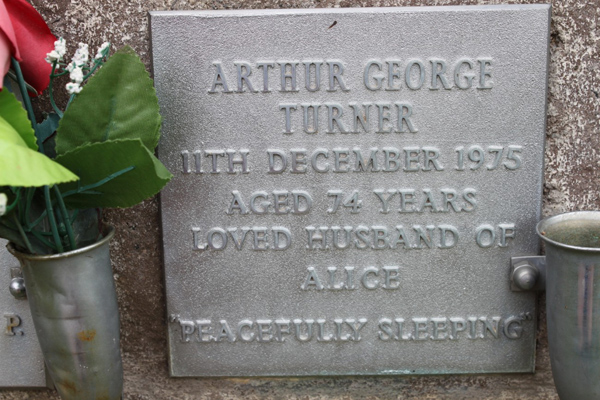 ARTHUR GEORGE
TURNER
11TH DECEMBER 1975
AGED 74 YEARS
LOVED HUSBAND OF
ALICE
"PEACEFULLY SLEEPING"
P.